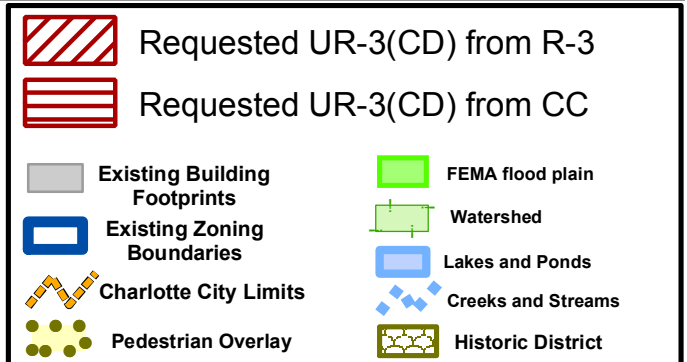 Requested UR-3(CD) from R-3
Requested UR-3(CD) from CC
Existing Building
Footprints
Existing Zoning
Boundaries
Charlotte City Limits
Pedestrian Overlay
FEMA flood plain
Watershed
Lakes and Ponds
Creeks and Streams
Historic District